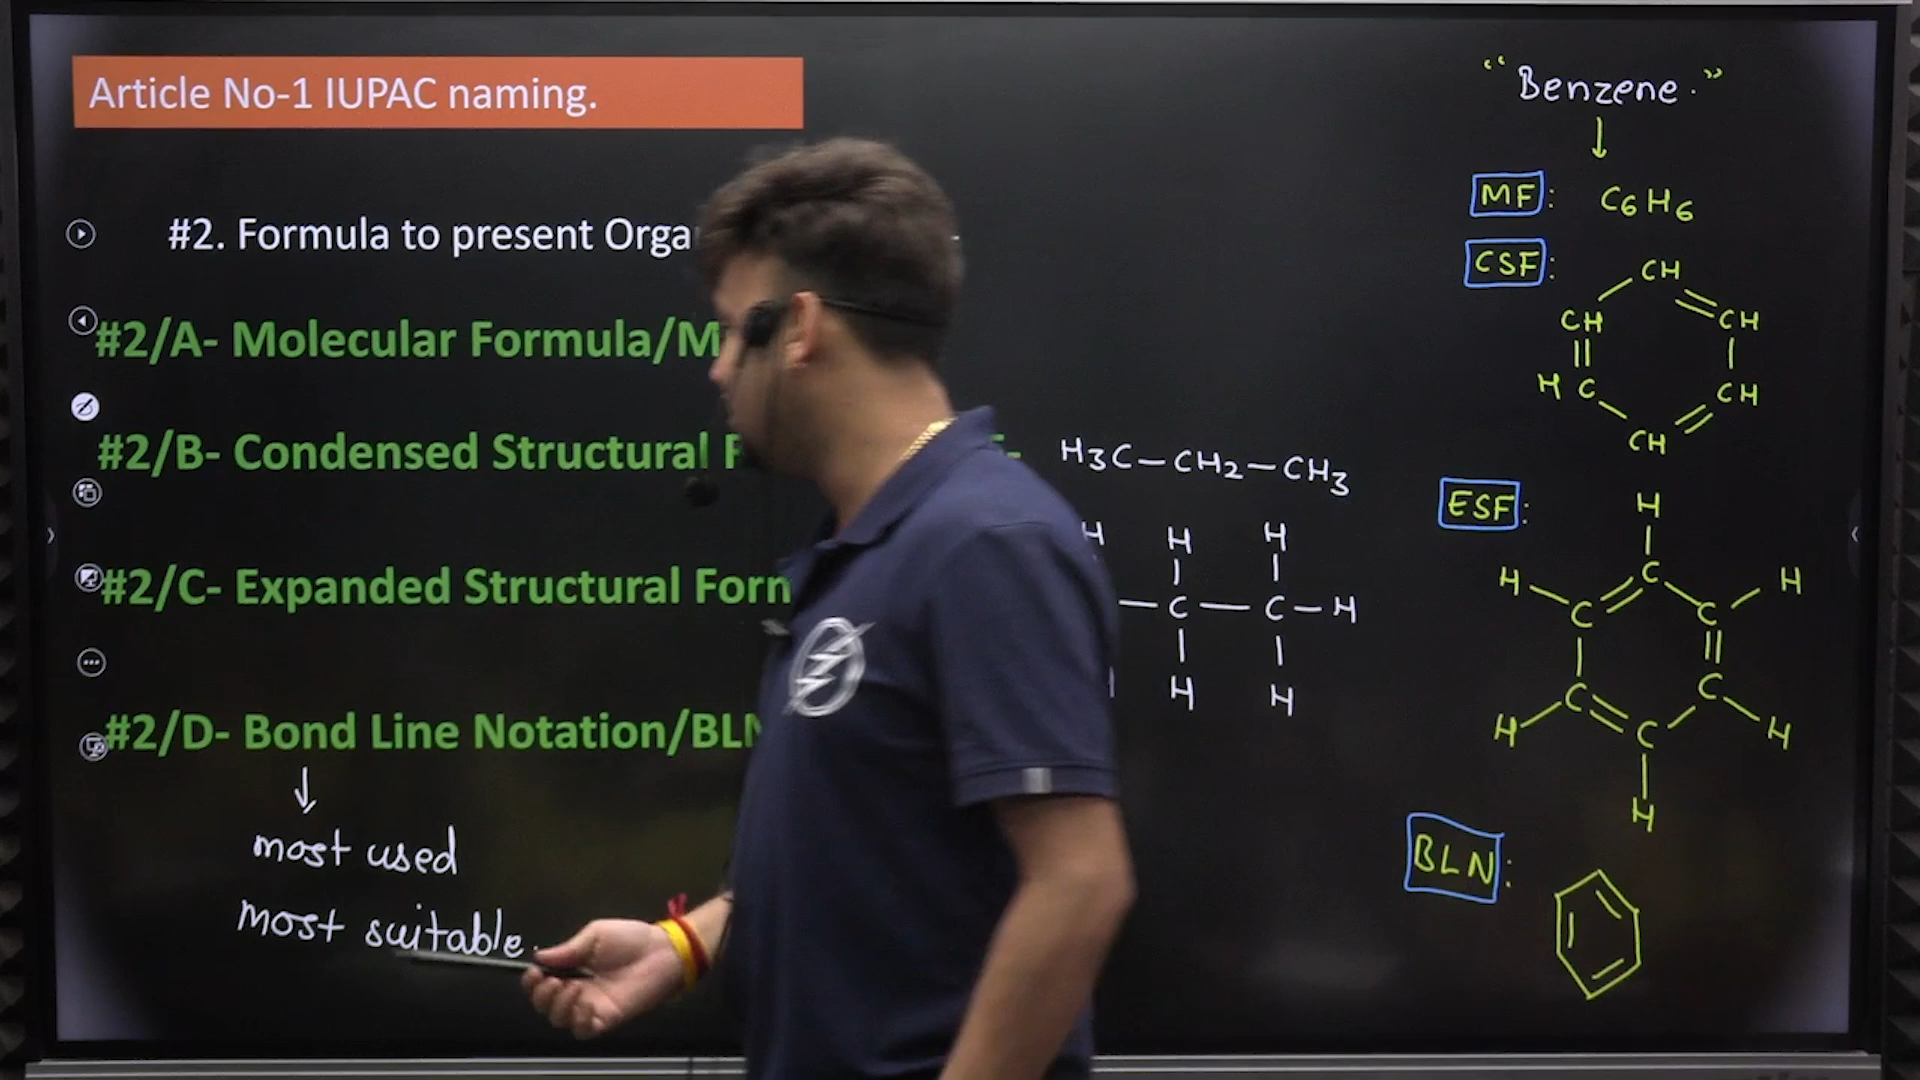 Article No-1 IUPAC naming.
#2. Formula to present
#2/A- Molecular Formula/
#2/B- Condensed Structural
#2/C- Expanded Structural
#2/D- Bond Line Notation/BLN
most used
most suitable.
H3C-CH2-CH3
H H H
-C-C-H
H H
"Benzene."
MF: C6H6
CSF:
CH
CH CH
HC CH
CH
ESF:
H
H C H
C C
C C
H C H
H
BLN: